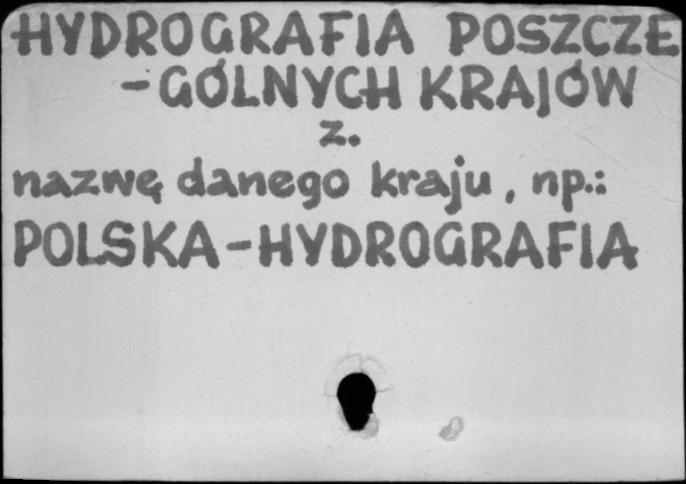 HYDROGRAFIA POSZCZE
-GÓLNYCH KRAJÓW
z.
nazwę danego kraju, np.:
POLSKA-HYDROGRAFIA